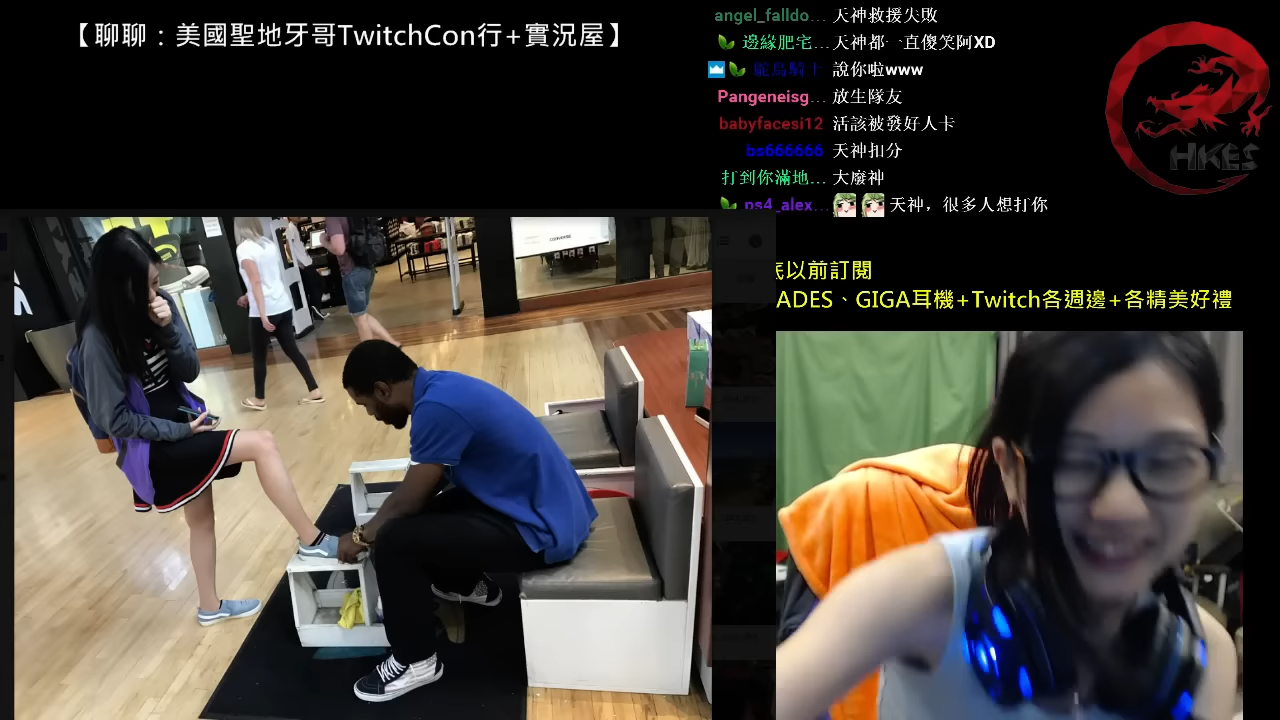 【聊聊：美國聖地牙哥TwitchCon行+實況屋】
angel_falldo... 天神救援失敗
邊緣肥宅... 天神都一直傻笑阿XD
鴕鳥騎士 說你啦www
Pangeneisg... 放生隊友
babyfacesi12 活該被發好人卡
bs666666 天神扣分
打到你滿地... 大廢神
ps4_alex... 天神，很多人想打你
HKES
底以前訂閱
ADES、GIGA耳機+Twitch各週邊+各精美好禮